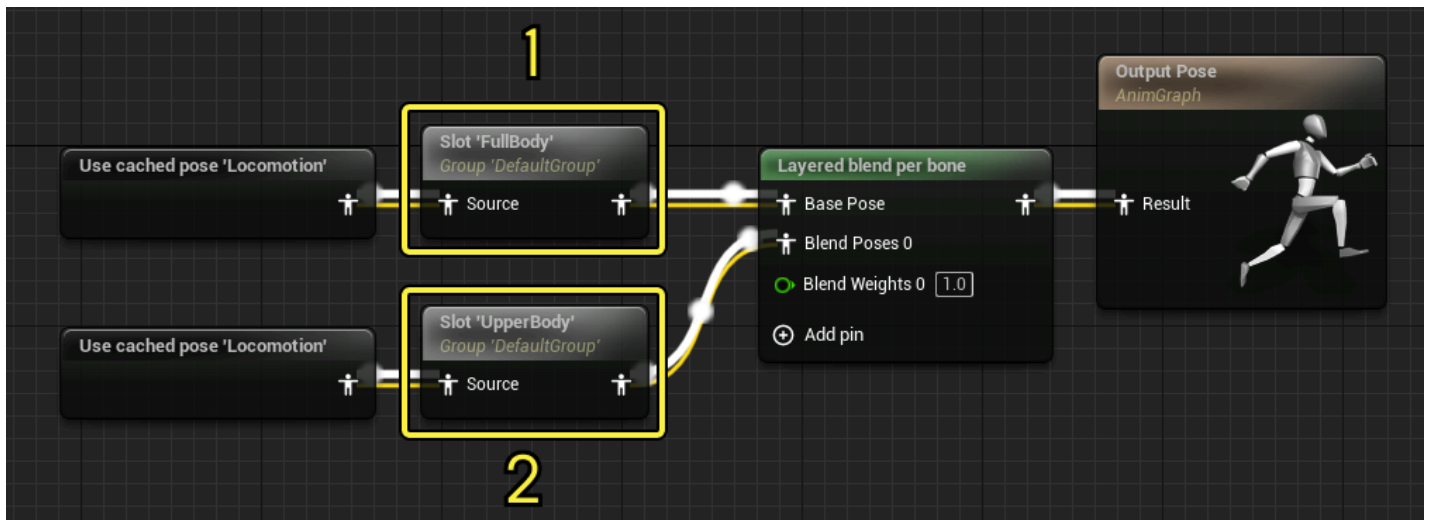 1
Output Pose
AnimGraph
Slot 'FullBody'
Group 'DefaultGroup'
Use cached pose 'Locomotion'
Layered blend per bone
Source
Base Pose
Result
Blend Poses 0
Blend Weights 0 1.0
Add pin
Slot 'UpperBody'
Group 'DefaultGroup'
Use cached pose 'Locomotion'
Source
2